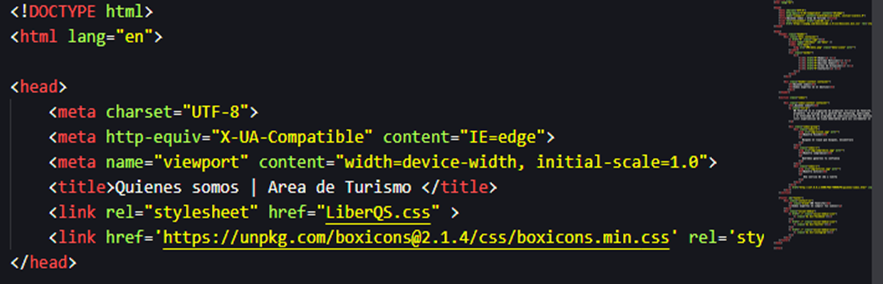 <!DOCTYPE html>
<html lang="en">
<head>
<meta charset="UTF-8">
<meta http-equiv="X-UA-Compatible" content="IE=edge">
<meta name="viewport" content="width=device-width, initial-scale=1.0">
<title>Quienes somos | Area de Turismo </title>
<link rel="stylesheet" href="LiberQS.css" >
<link href='https://unpkg.com/boxicons@2.1.4/css/boxicons.min.css' rel='sty
</head>